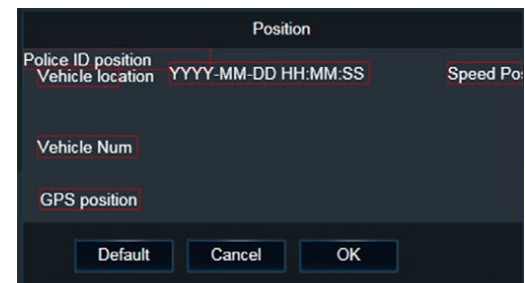 Position
Police ID position
Vehicle location YYYY-MM-DD HH:MM:SS Speed Po
Vehicle Num
GPS position
Default Cancel OK